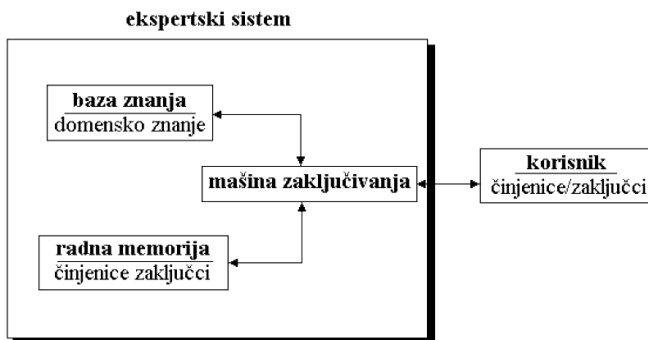 ekspertski sistem
baza znanja
domensko znanje
mašina zaključivanja
korisnik
činjenice/zaključci
radna memorija
činjenice zaključci